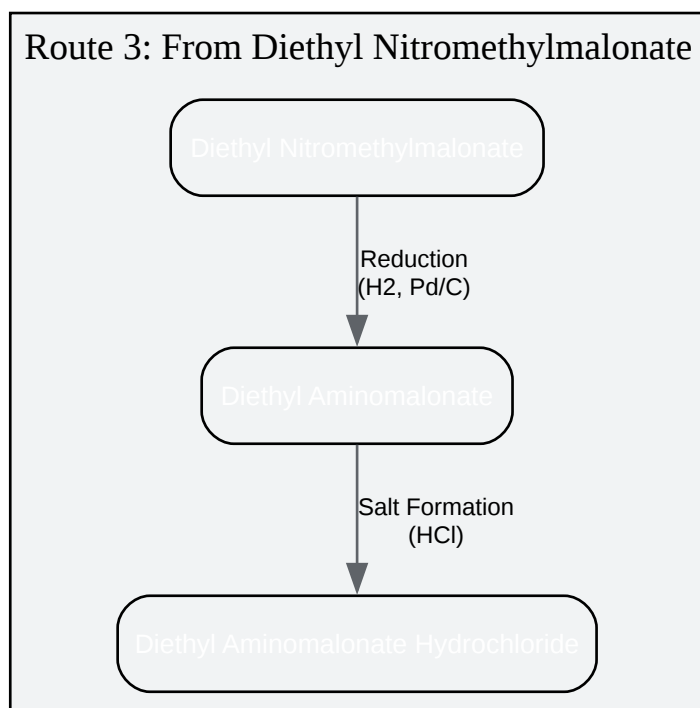 Route 3: From Diethyl Nitromethylmalonate
Diethyl Nitromethylmalonate
Reduction
(H2, Pd/C)
Diethyl Aminomalonate
Salt Formation
(HCl)
Diethyl Aminomalonate Hydrochloride